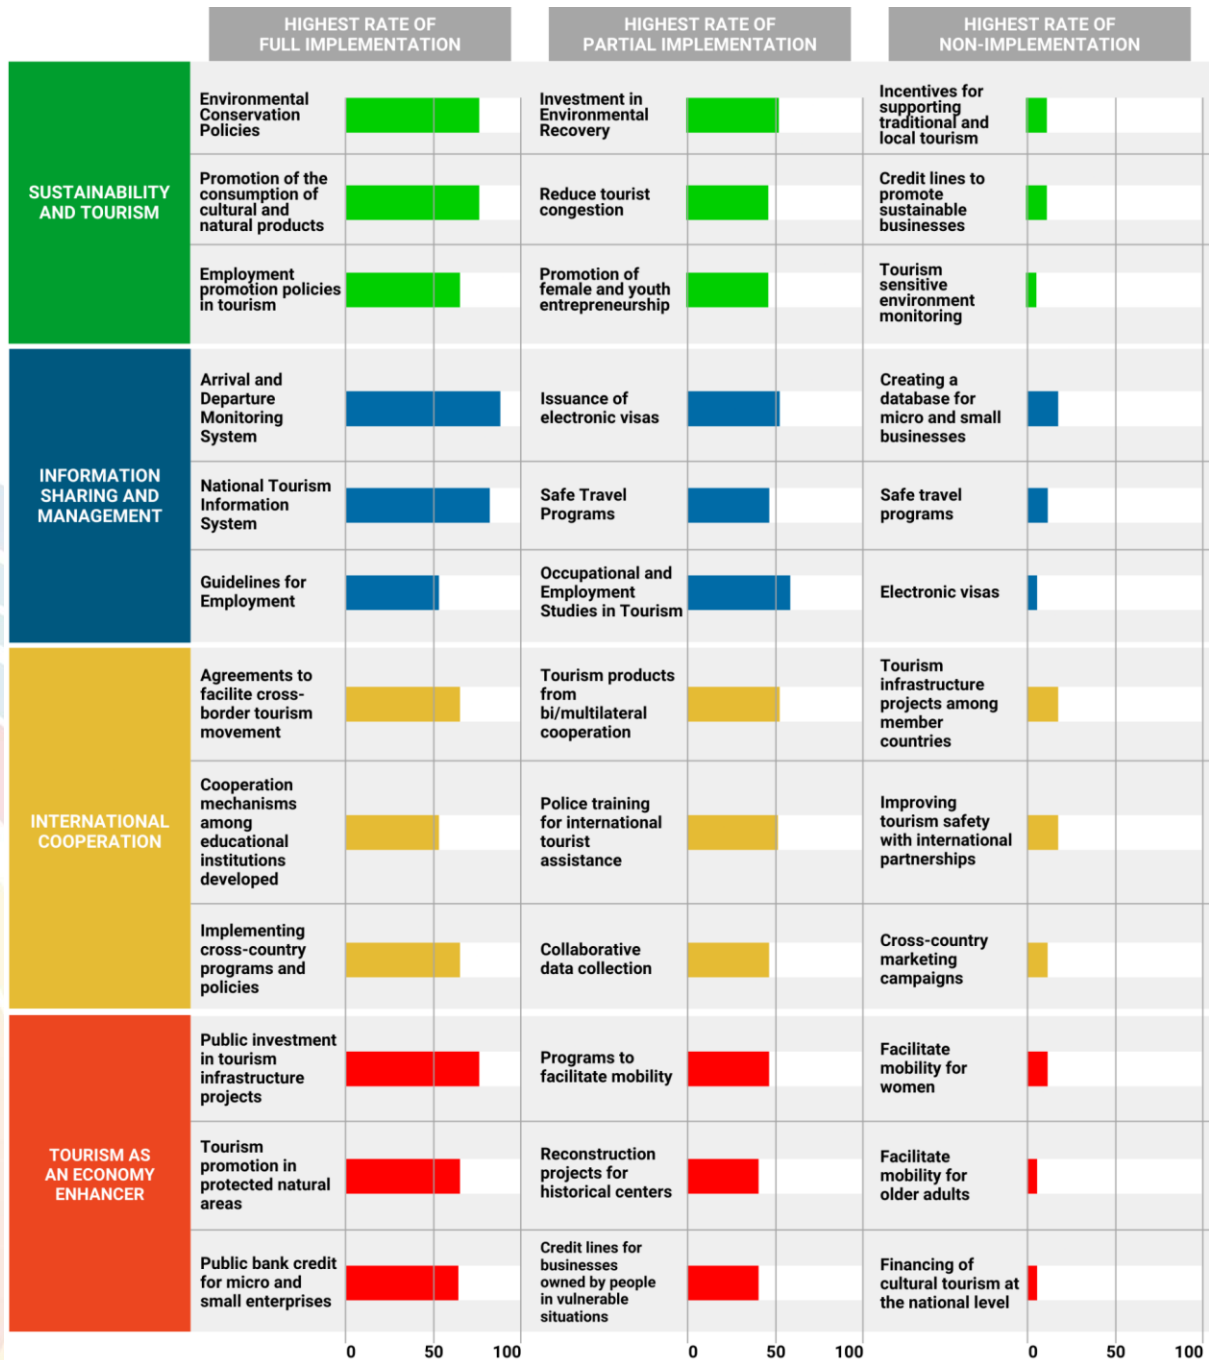 HIGHEST RATE OF
FULL IMPLEMENTATION
HIGHEST RATE OF
PARTIAL IMPLEMENTATION
HIGHEST RATE OF
NON-IMPLEMENTATION
SUSTAINABILITY
AND TOURISM
Environmental
Conservation
Policies
Investment in
Environmental
Recovery
Incentives for
supporting
traditional and
local tourism
Promotion of the
consumption of
cultural and
natural products
Reduce tourist
congestion
Credit lines to
promote
sustainable
businesses
Employment
promotion policies
in tourism
Promotion of
female and youth
entrepreneurship
Tourism
sensitive
environment
monitoring
INFORMATION
SHARING AND
MANAGEMENT
Arrival and
Departure
Monitoring
System
Issuance of
electronic visas
Creating a
database for
micro and small
businesses
National Tourism
Information
System
Safe Travel
Programs
Safe travel
programs
Guidelines for
Employment
Occupational and
Employment
Studies in Tourism
Electronic visas
INTERNATIONAL
COOPERATION
Agreements to
facilite cross-
border tourism
movement
Tourism products
from
bi/multilateral
cooperation
Tourism
infrastructure
projects among
member
countries
Cooperation
mechanisms
among
educational
institutions
developed
Police training
for international
tourist
assistance
Improving
tourism safety
with international
partnerships
Implementing
cross-country
programs and
policies
Collaborative
data collection
Cross-country
marketing
campaigns
TOURISM AS
AN ECONOMY
ENHANCER
Public investment
in tourism
infrastructure
projects
Programs to
facilitate mobility
Facilitate
mobility for
women
Tourism
promotion in
protected natural
areas
Reconstruction
projects for
historical centers
Facilitate
mobility for
older adults
Public bank credit
for micro and
small enterprises
Credit lines for
businesses
owned by people
in vulnerable
situations
Financing of
cultural tourism at
the national level
0 50 100 0 50 100 0 50 100